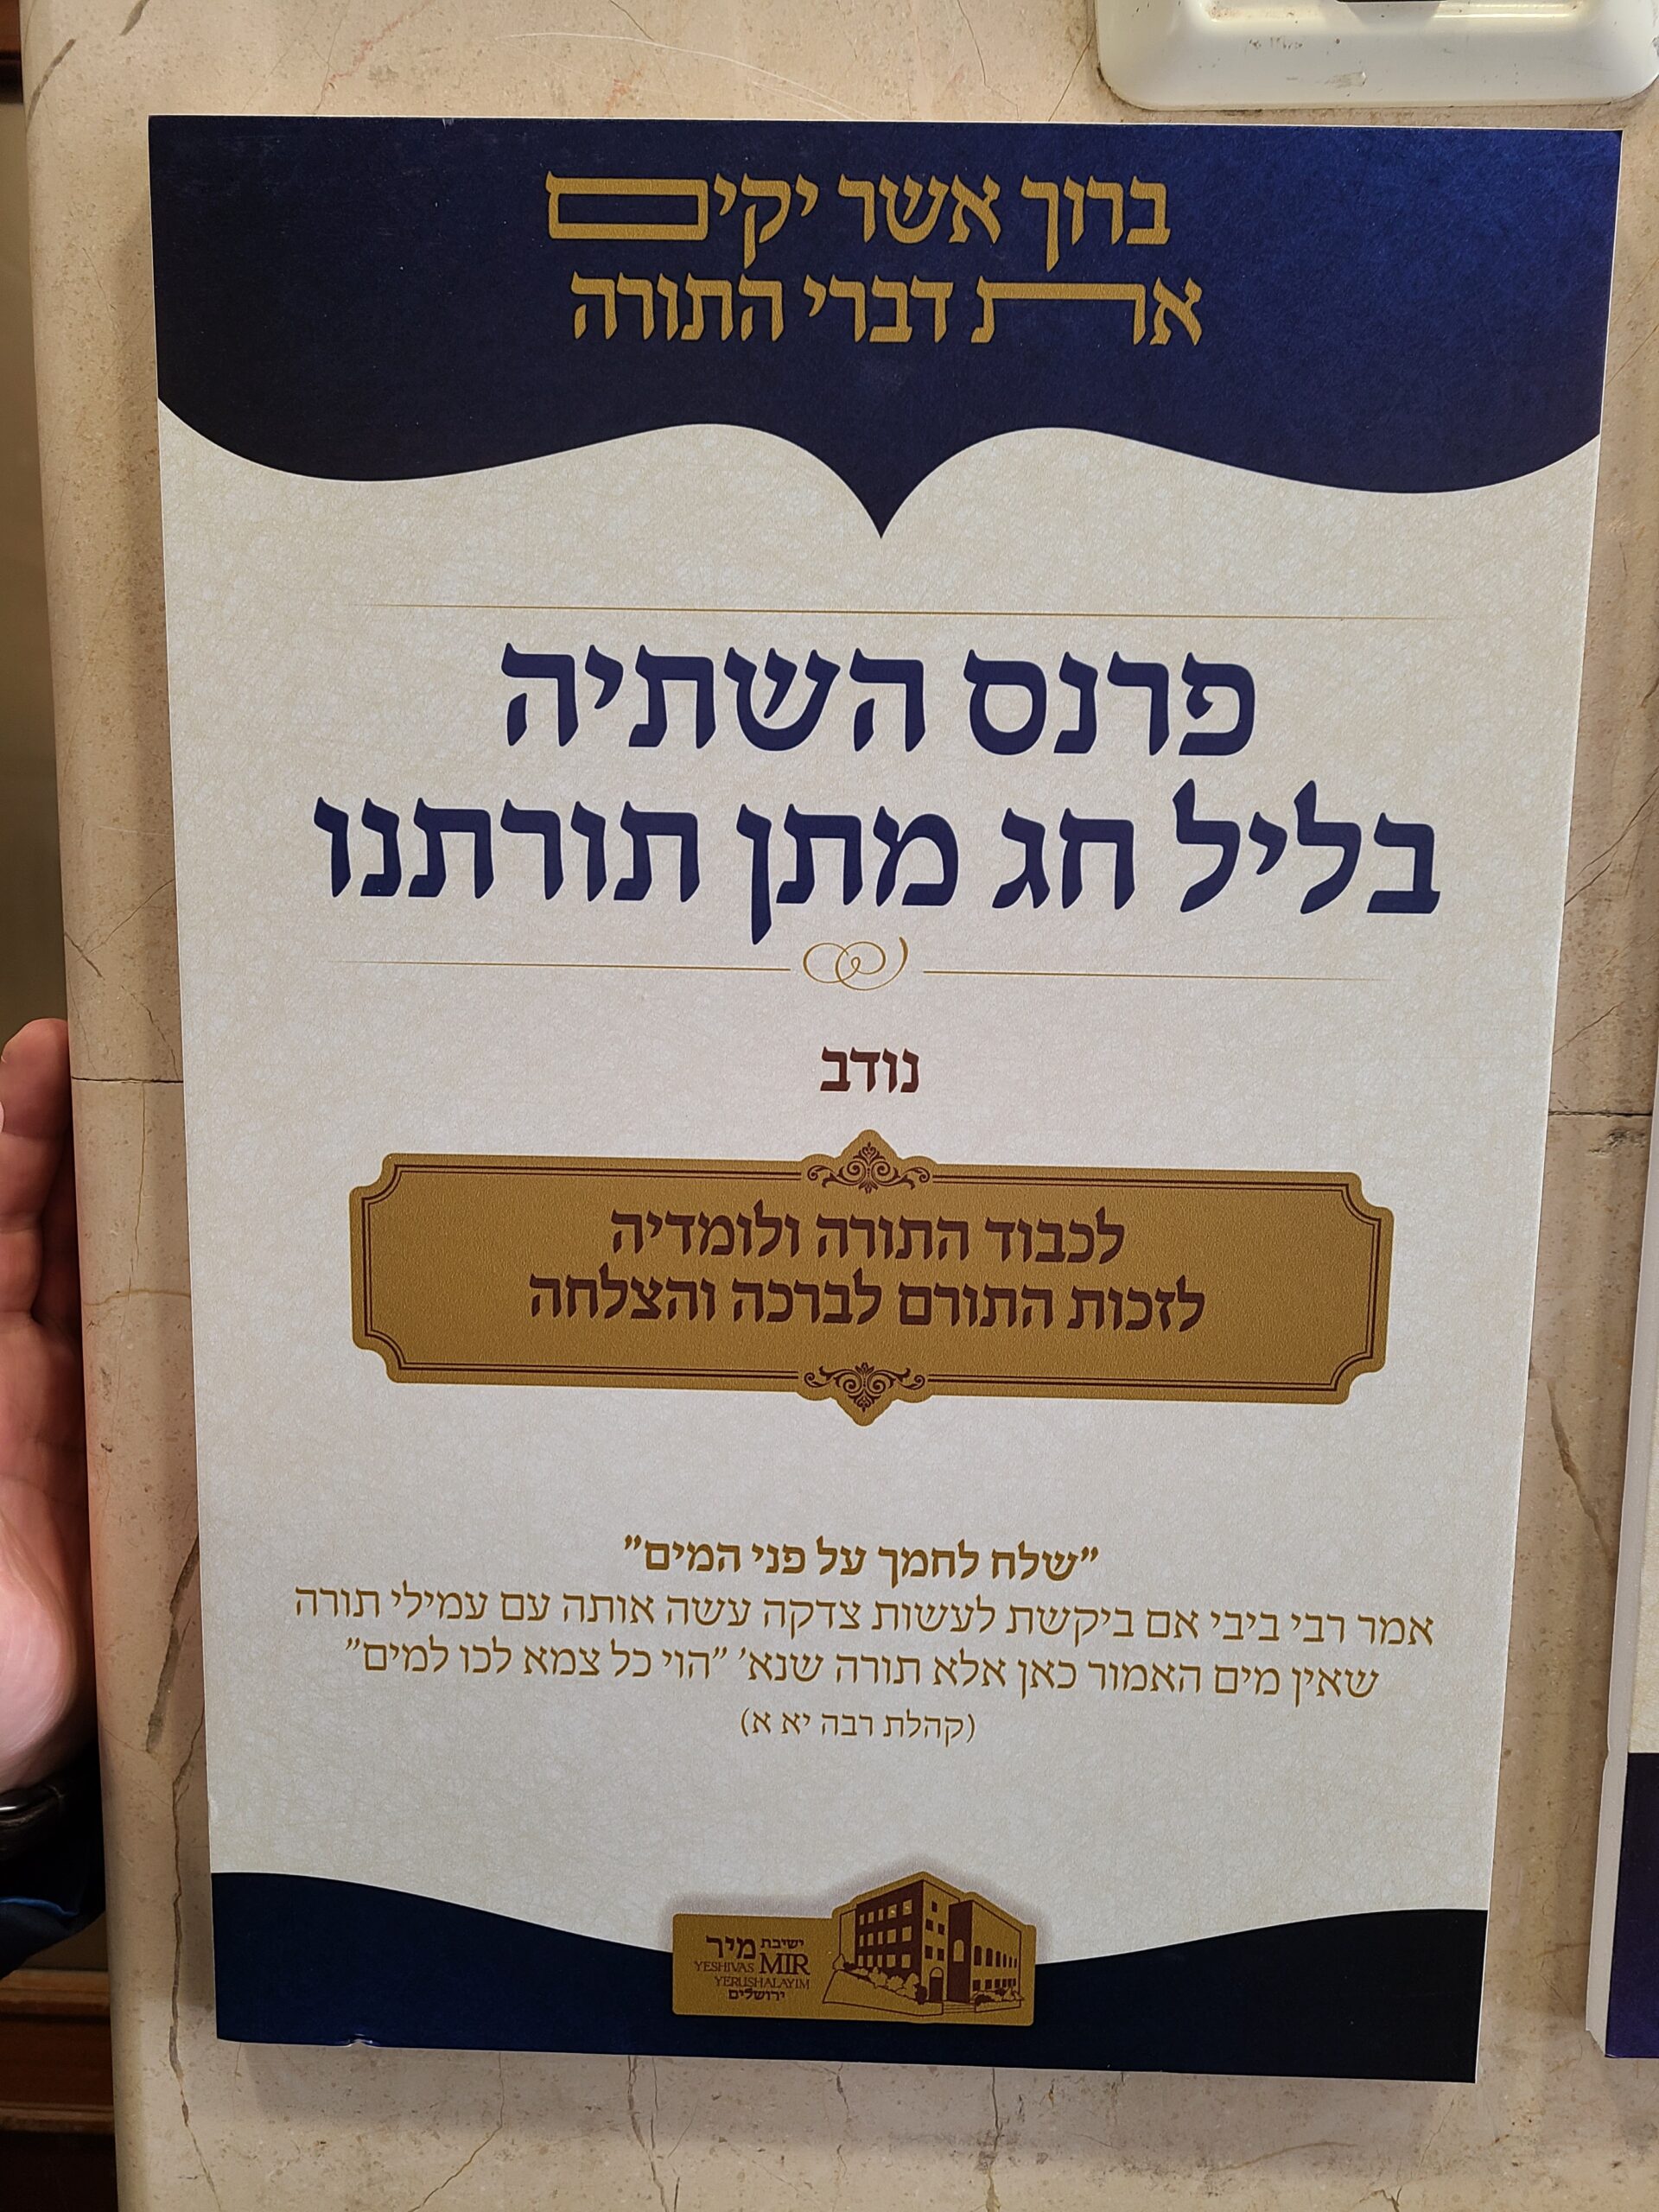 ברוך אשר יקים
את דברי התורה
פרנס השתיה
בליל חג מתן תורתנו
נודב
לכבוד התורה ולומדיה
לזכות התורם לברכה והצלחה
"שלח לחמך על פני המים"
אמר רבי ביבי אם ביקשת לעשות צדקה עשה אותה עם עמילי תורה
שאין מים האמור כאן אלא תורה שנא' "הוי כל צמא לכו למים"
(קהלת רבה יא א)
ישיבת מיר
YESHIVAS MIR
YERUSHALAYIM
ירושלים